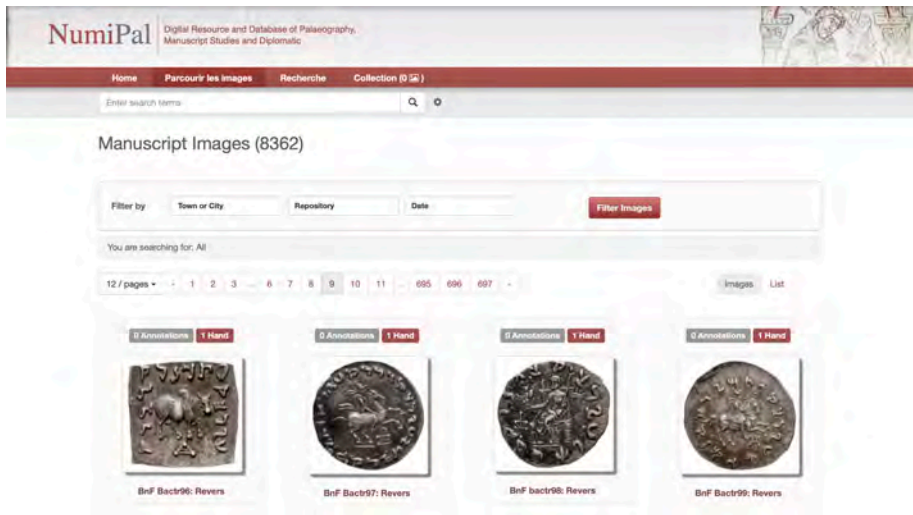 NumiPal
Digital Resource and Database of Palaeography,
Manuscript Studies and Diplomatic
Home Parcourir les images Recherche Collection (0 )
Enter search terms
Manuscript Images (8362)
Filter by Town or City Repository Date Filter Images
You are searching for: All
12 / pages 1 2 3 ... 6 7 8 9 10 11 ... 695 696 697 Images List
0 Annotations 1 Hand 0 Annotations 1 Hand 0 Annotations 1 Hand 0 Annotations 1 Hand
BnF Bactr96: Revers BnF Bactr97: Revers BnF bactr98: Revers BnF Bactr99: Revers